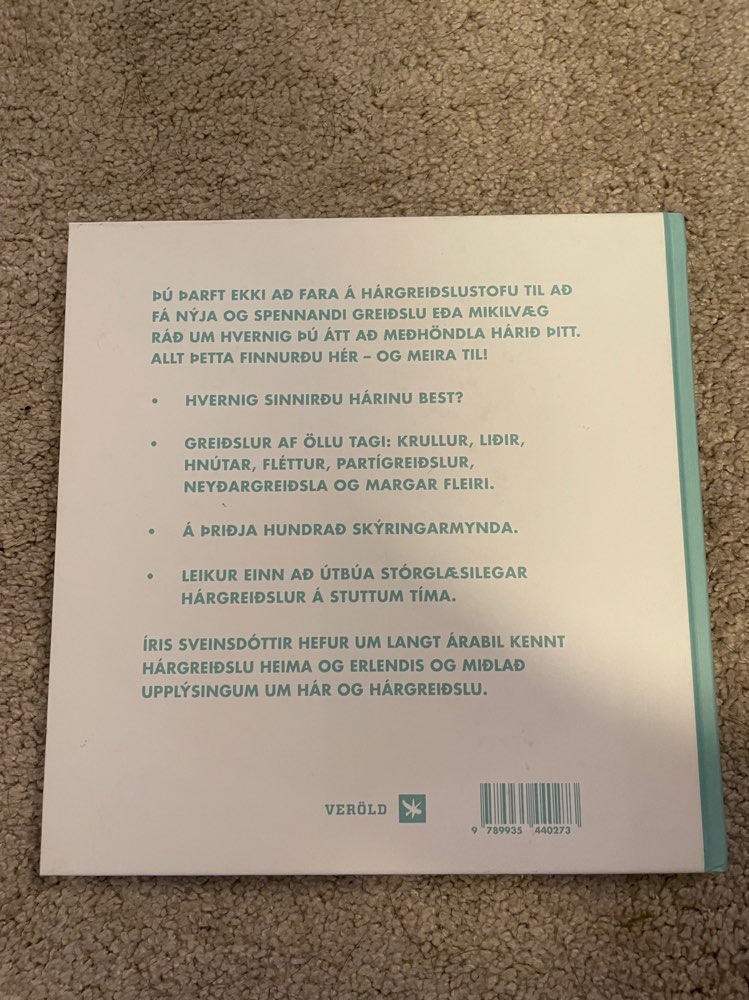 ÞÚ ÞARFT EKKI AÐ FARA Á HÁRGREIÐSLUSTOFU TIL AÐ
FÁ NÝJA OG SPENNANDI GREIÐSLU EÐA MIKILVÆG
RÁÐ UM HVERNIG ÞÚ ÁTT AÐ MEÐHÖNDLA HÁRIÐ ÞITT.
ALLT ÞETTA FINNURÐU HÉR – OG MEIRA TIL!
• HVERNIG SINNIRÐU HÁRINU BEST?
• GREIÐSLUR AF ÖLLU TAGI: KRULLUR, LIÐIR,
HNÚTAR, FLÉTTUR, PARTÍGREIÐSLUR,
NEYÐARGREIÐSLA OG MARGAR FLEIRI.
• Á ÞRIÐJA HUNDRAÐ SKÝRINGARMYNDA.
• LEIKUR EINN AÐ ÚTBÚA STÓRGLÆSILEGAR
HÁRGREIÐSLUR Á STUTTUM TÍMA.
ÍRIS SVEINSDÓTTIR HEFUR UM LANGT ÁRABIL KENNT
HÁRGREIÐSLU HEIMA OG ERLENDIS OG MIÐLAÐ
UPPLÝSINGUM UM HÁR OG HÁRGREIÐSLU.
VERÖLD
9 789935 440273